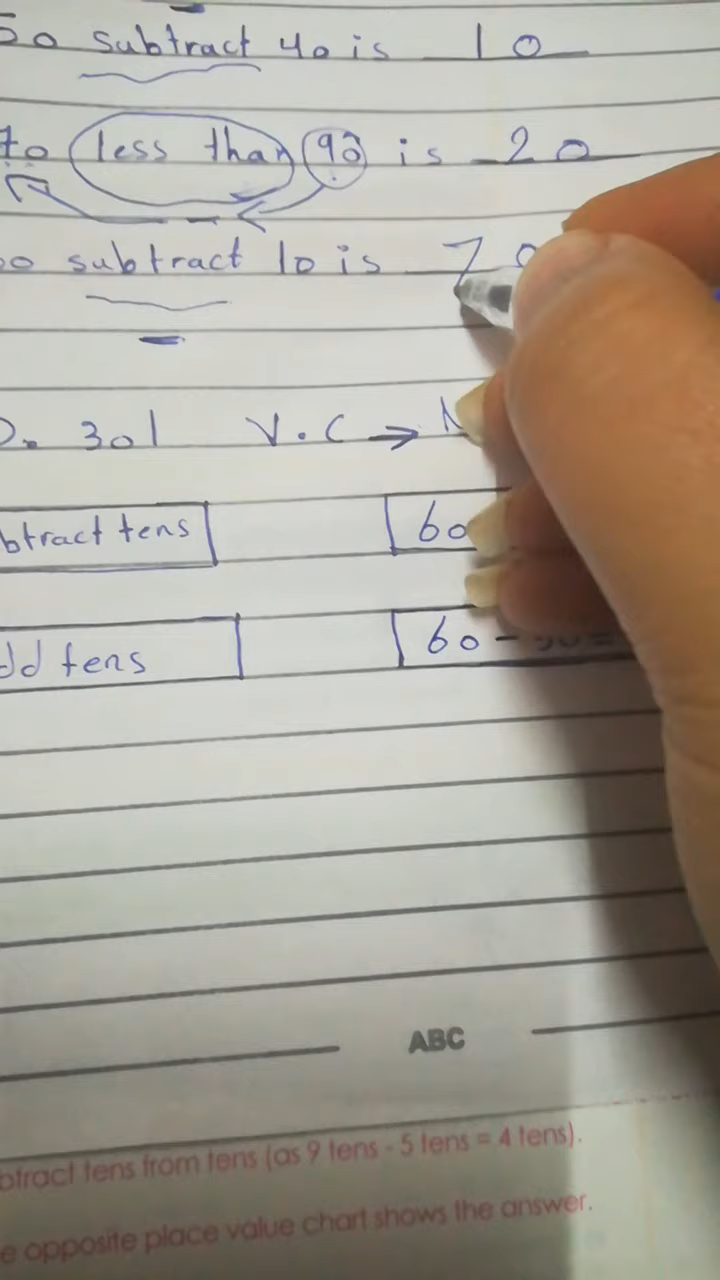 50 subtract 40 is 10
70 less than 90 is 20
subtract 10 is 7
301 V.C →
btract tens 60
dd tens 60 -
ABC
btract tens from tens (as 9 tens - 5 tens = 4 tens).
e opposite place value chart shows the answer.